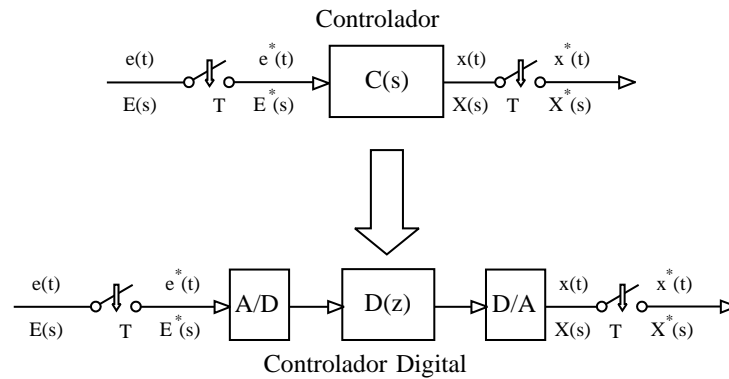 Controlador
e(t) e*(t) x(t) x*(t)
C(s)
E(s) T E*(s) X(s) T X*(s)
e(t) e*(t) x(t) x*(t)
A/D D(z) D/A
E(s) T E*(s) X(s) T X*(s)
Controlador Digital